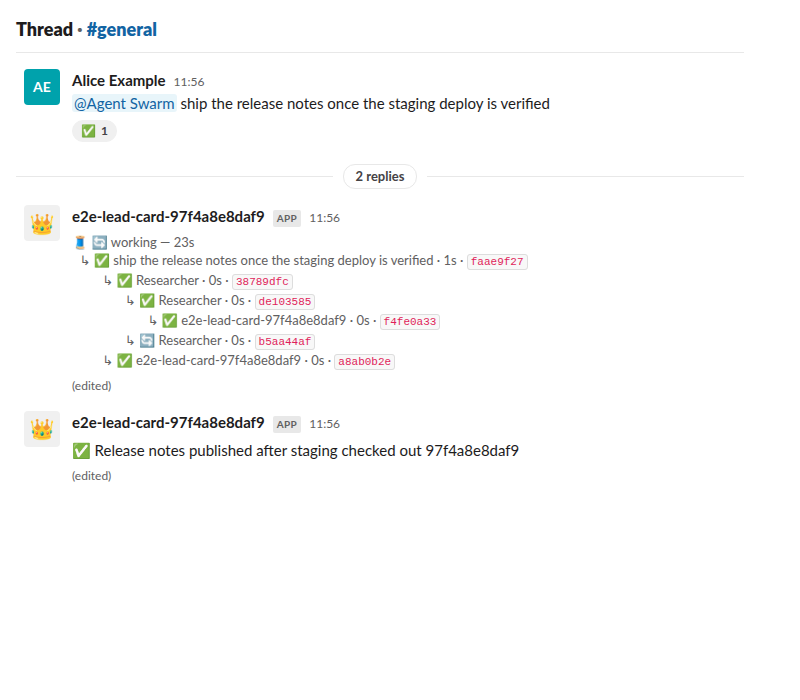 Thread • #general
AE
Alice Example 11:56
@Agent Swarm ship the release notes once the staging deploy is verified
✅ 1
2 replies
e2e-lead-card-97f4a8e8daf9 APP 11:56
🧵 🔄 working — 23s
↳ ✅ ship the release notes once the staging deploy is verified · 1s · faae9f27
↳ ✅ Researcher · 0s · 38789dfc
↳ ✅ Researcher · 0s · de103585
↳ ✅ e2e-lead-card-97f4a8e8daf9 · 0s · f4fe0a33
↳ 🔄 Researcher · 0s · b5aa44af
↳ ✅ e2e-lead-card-97f4a8e8daf9 · 0s · a8ab0b2e
(edited)
e2e-lead-card-97f4a8e8daf9 APP 11:56
✅ Release notes published after staging checked out 97f4a8e8daf9
(edited)